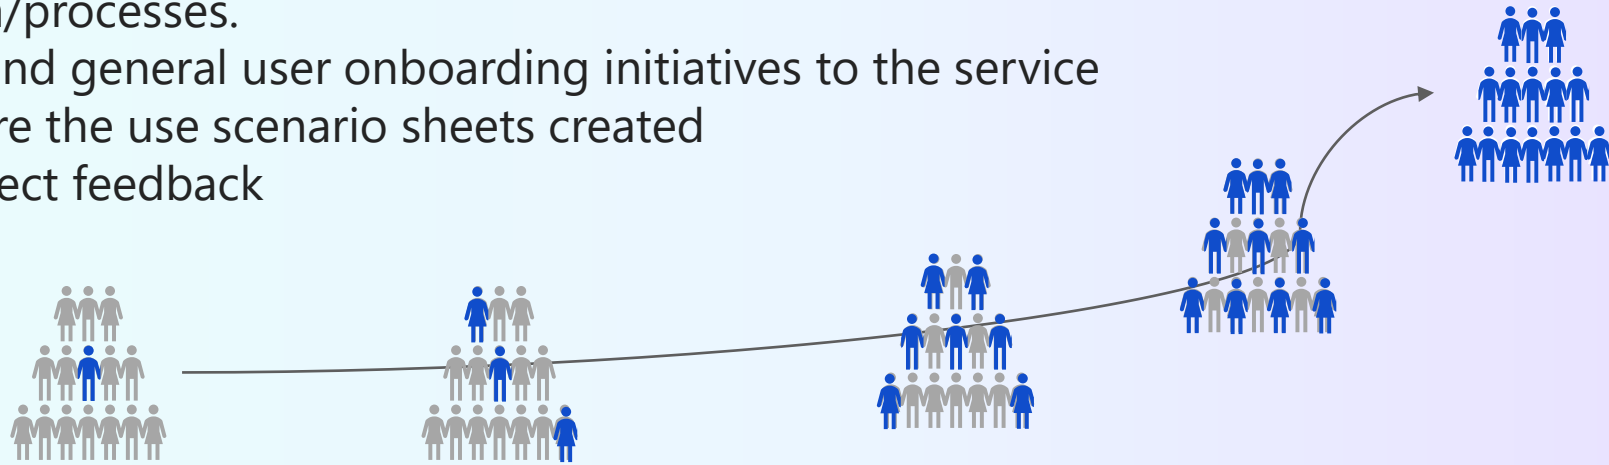 n/processes.
nd general user onboarding initiatives to the service
re the use scenario sheets created
ect feedback